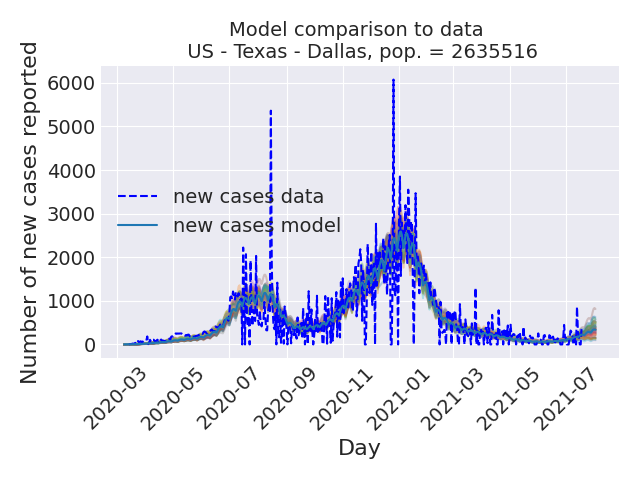 Model comparison to data
US - Texas - Dallas, pop. = 2635516
Number of new cases reported
6000
5000
4000
3000
2000
1000
0
new cases data
new cases model
2020-03
2020-05
2020-07
2020-09
2020-11
2021-01
2021-03
2021-05
2021-07
Day